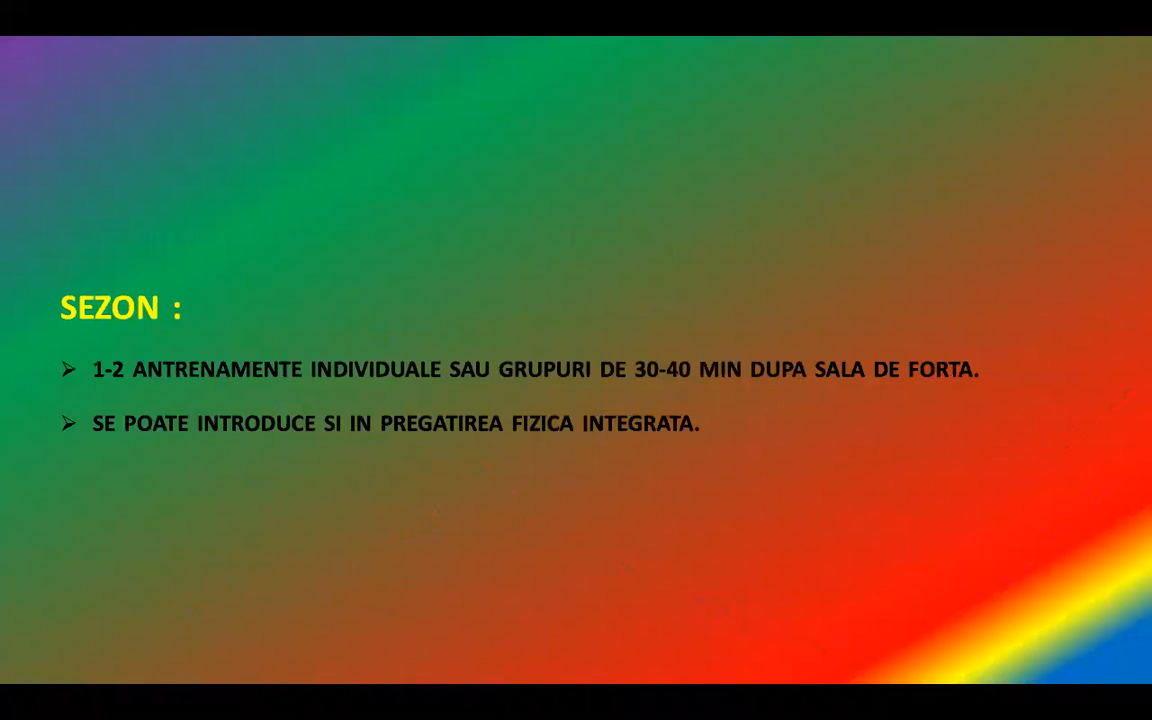 SEZON :
➢ 1-2 ANTRENAMENTE INDIVIDUALE SAU GRUPURI DE 30-40 MIN DUPA SALA DE FORTA.
➢ SE POATE INTRODUCE SI IN PREGATIREA FIZICA INTEGRATA.